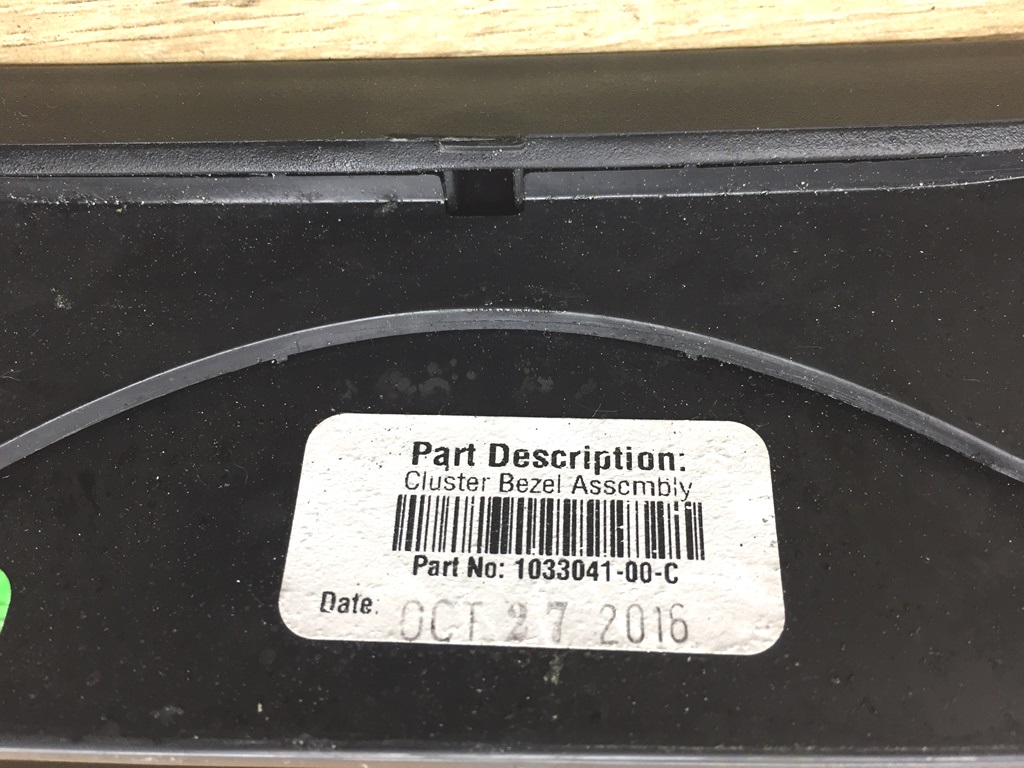 Part Description:
Cluster Bezel Assembly
Part No: 1033041-00-C
Date: OCT 27 2016